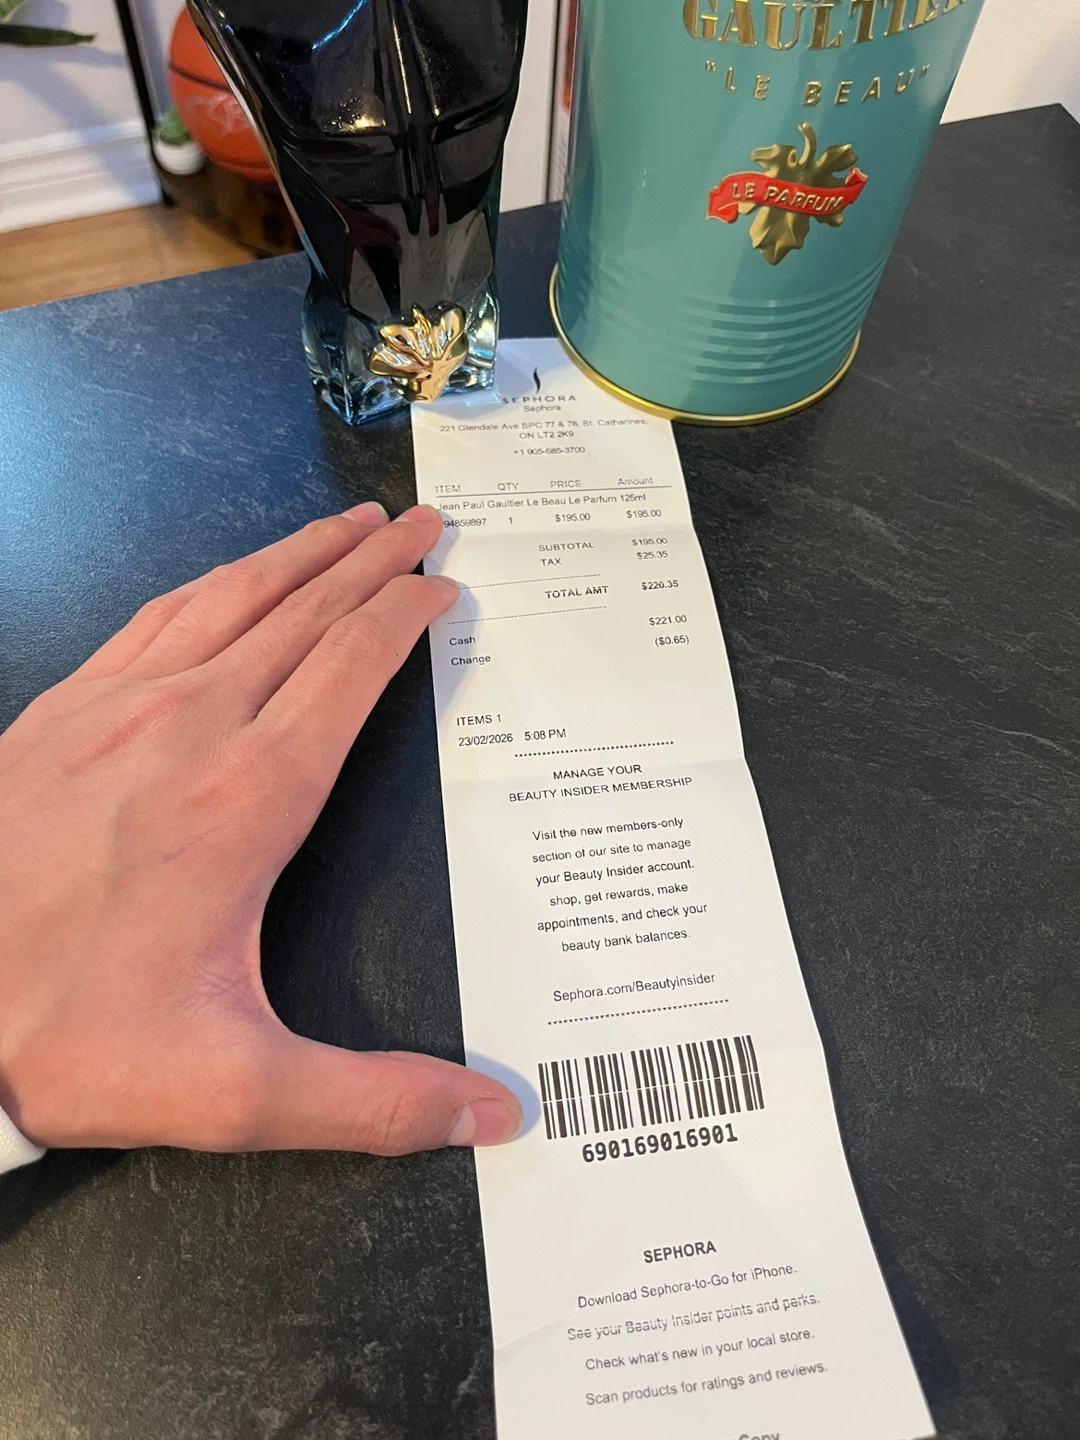 GAULTIER
"LE BEAU"
LE PARFUM
SEPHORA
Sephora
221 Glendale Ave SPC 77 & 78, St. Catharines,
ON LT2 2K9
+1 905-685-3700
ITEM QTY PRICE Amount
Jean Paul Gaultier Le Beau Le Parfum 125ml
94859897 1 $195.00 $195.00
SUBTOTAL $195.00
TAX $25.35
TOTAL AMT $220.35
Cash $221.00
Change ($0.65)
ITEMS 1
23/02/2026 5:08 PM
MANAGE YOUR
BEAUTY INSIDER MEMBERSHIP
Visit the new members-only
section of our site to manage
your Beauty Insider account.
shop, get rewards, make
appointments, and check your
beauty bank balances.
Sephora.com/Beautyinsider
690169016901
SEPHORA
Download Sephora-to-Go for iPhone.
See your Beauty Insider points and perks.
Check what's new in your local store.
Scan products for ratings and reviews.
Copy